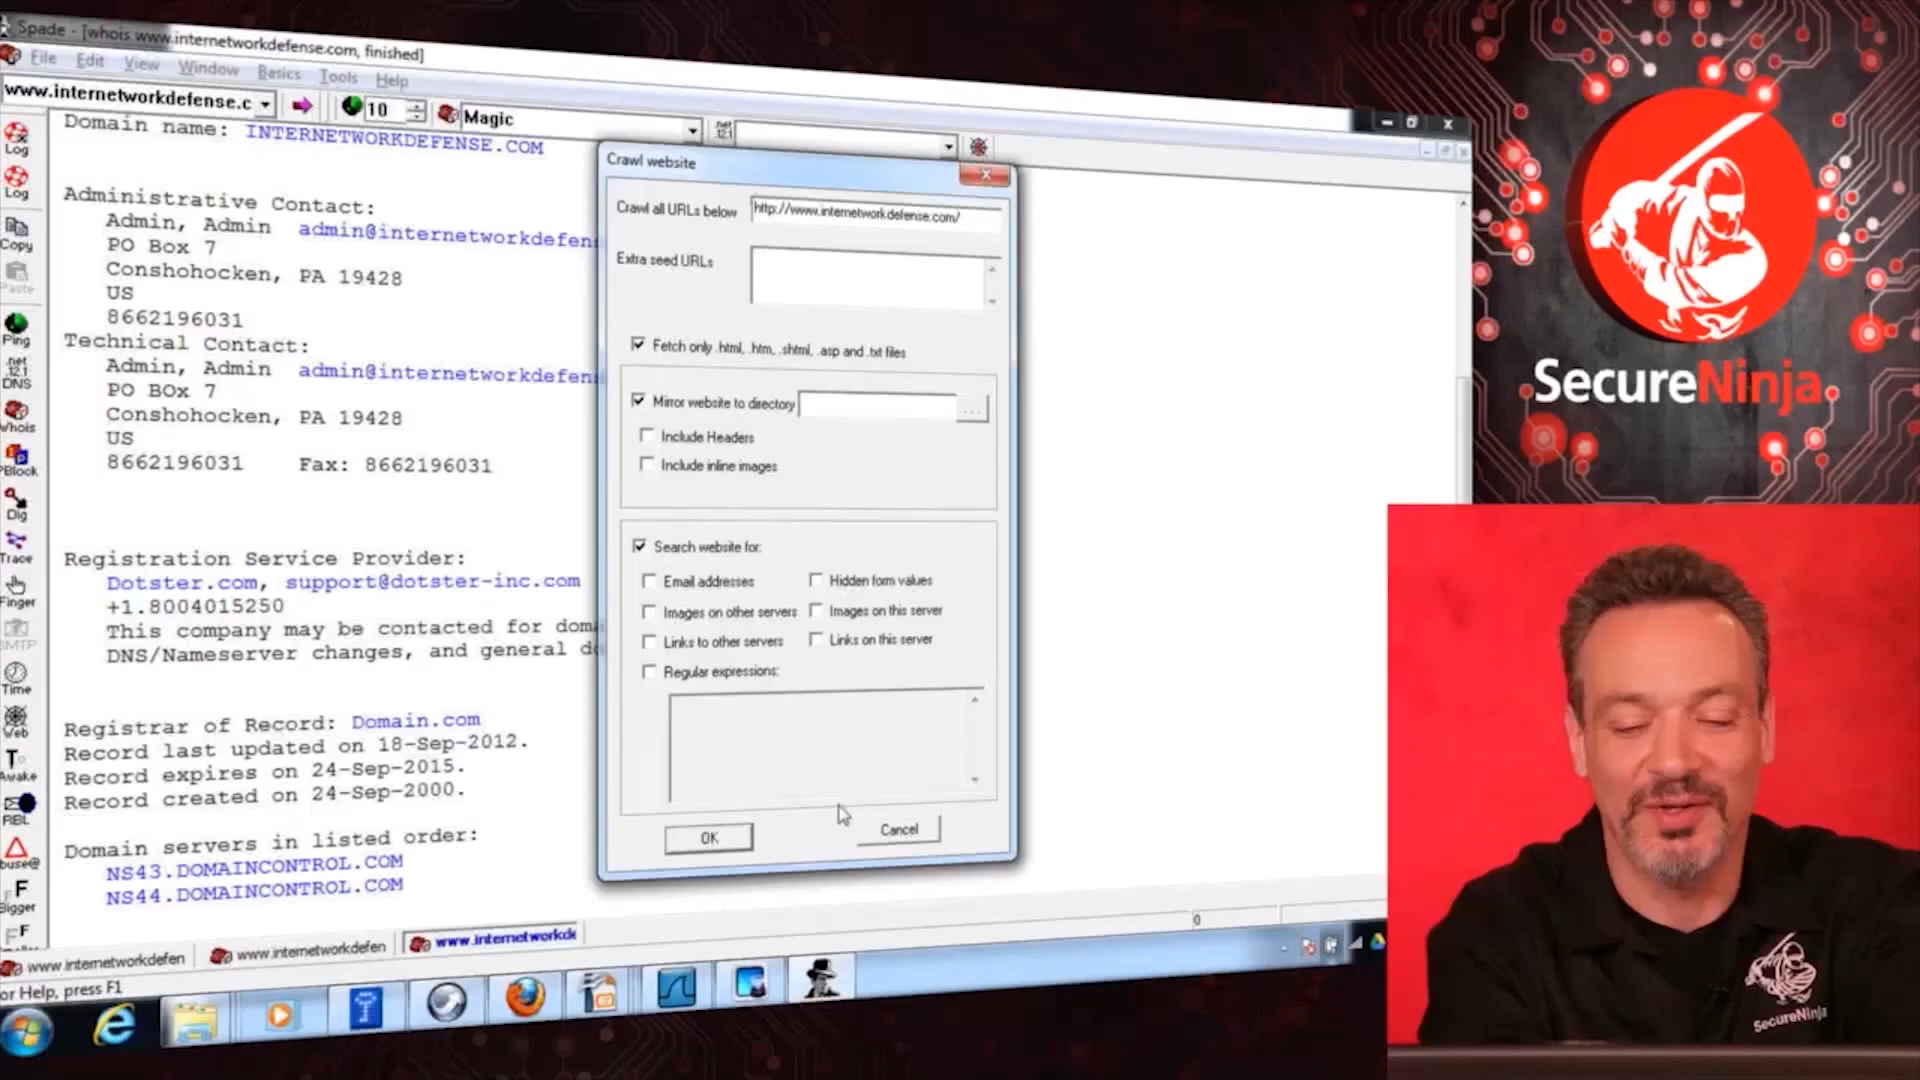 Spade - [whois www.internetworkdefense.com, finished]
File Edit View Window Basics Tools Help
www.internetworkdefense.c 10 Magic
Log
Log
Copy
Paste
Ping
DNS
Whois
Dig
Trace
Finger
SMTP
Time
Web
Awake
RBL
Bigger
Domain name: INTERNETWORKDEFENSE.COM
Administrative Contact:
Admin, Admin admin@internetworkdefens
PO Box 7
Conshohocken, PA 19428
US
8662196031
Technical Contact:
Admin, Admin admin@internetworkdefens
PO BOx 7
Conshohocken, PA 19428
US
8662196031 Fax: 8662196031
Registration Service Provider:
Dotster.com, support@dotster-inc.com
+1.8004015250
This company may be contacted for doma
DNS/Nameserver changes, and general do
Registrar of Record: Domain.com
Record last updated on 18-Sep-2012.
Record expires on 24-Sep-2015.
Record created on 24-Sep-2000.
Domain servers in listed order:
NS43.DOMAINCONTROL.COM
NS44.DOMAINCONTROL.COM
Crawl website
Crawl all URLs below http://www.internetworkdefense.com/
Extra seed URLs
Fetch only .html, .htm, .shtml, .asp and .txt files
Mirror website to directory ...
Include Headers
Include inline images
Search website for:
Email addresses Hidden form values
Images on other servers Images on this server
Links to other servers Links on this server
Regular expressions:
OK Cancel
0
www.internetworkdefen www.internetworkdefen www.internetworkde
or Help, press F1
SecureNinja
SecureNinja